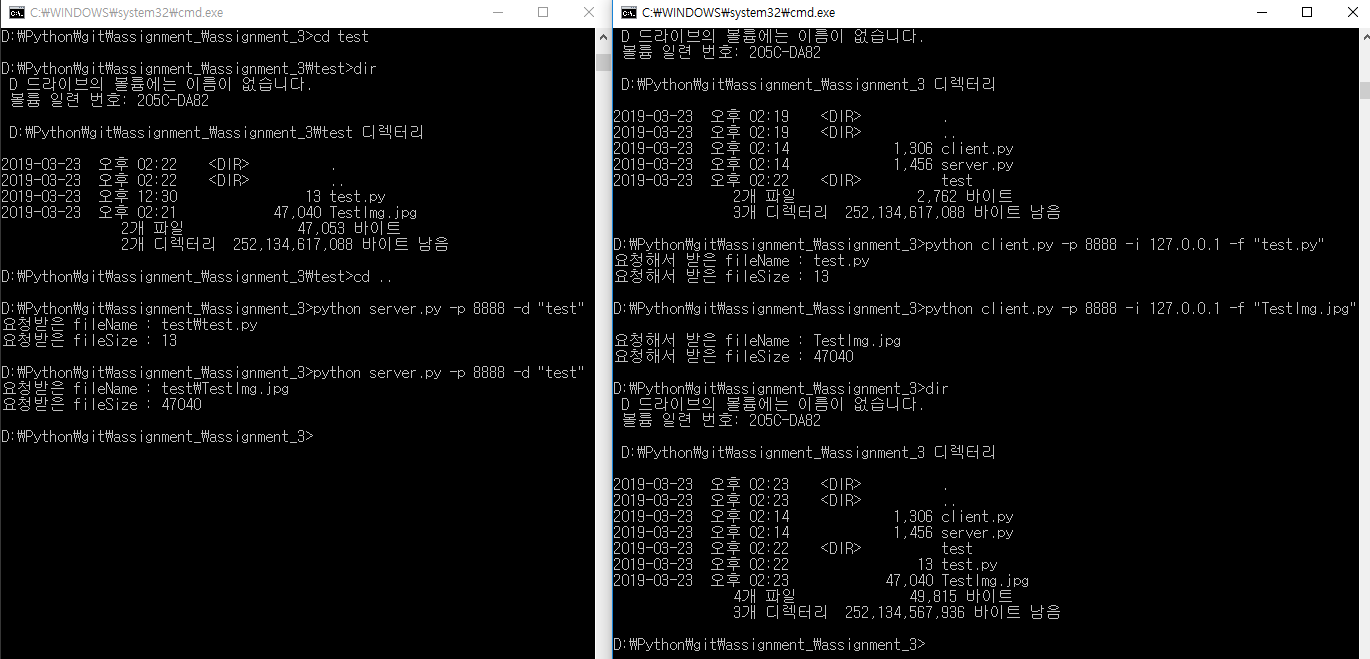 C:₩WINDOWS₩system32₩cmd.exe
D:₩Python₩git₩assignment_₩assignment_3>cd test
D:₩Python₩git₩assignment_₩assignment_3₩test>dir
D 드라이브의 볼륨에는 이름이 없습니다.
볼륨 일련 번호: 205C-DA82
D:₩Python₩git₩assignment_₩assignment_3₩test 디렉터리
2019-03-23  오후 02:22    <DIR>          .
2019-03-23  오후 02:22    <DIR>          ..
2019-03-23  오후 12:30                13 test.py
2019-03-23  오후 02:21            47,040 TestImg.jpg
2개 파일              47,053 바이트
2개 디렉터리  252,134,617,088 바이트 남음
D:₩Python₩git₩assignment_₩assignment_3₩test>cd ..
D:₩Python₩git₩assignment_₩assignment_3>python server.py -p 8888 -d "test"
요청받은 fileName : test₩test.py
요청받은 fileSize : 13
D:₩Python₩git₩assignment_₩assignment_3>python server.py -p 8888 -d "test"
요청받은 fileName : test₩TestImg.jpg
요청받은 fileSize : 47040
D:₩Python₩git₩assignment_₩assignment_3>
C:₩WINDOWS₩system32₩cmd.exe
D 드라이브의 볼륨에는 이름이 없습니다.
볼륨 일련 번호: 205C-DA82
D:₩Python₩git₩assignment_₩assignment_3 디렉터리
2019-03-23  오후 02:19    <DIR>          .
2019-03-23  오후 02:19    <DIR>          ..
2019-03-23  오후 02:14             1,306 client.py
2019-03-23  오후 02:14             1,456 server.py
2019-03-23  오후 02:22    <DIR>          test
2개 파일               2,762 바이트
3개 디렉터리  252,134,617,088 바이트 남음
D:₩Python₩git₩assignment_₩assignment_3>python client.py -p 8888 -i 127.0.0.1 -f "test.py"
요청해서 받은 fileName : test.py
요청해서 받은 fileSize : 13
D:₩Python₩git₩assignment_₩assignment_3>python client.py -p 8888 -i 127.0.0.1 -f "TestImg.jpg"
요청해서 받은 fileName : TestImg.jpg
요청해서 받은 fileSize : 47040
D:₩Python₩git₩assignment_₩assignment_3>dir
D 드라이브의 볼륨에는 이름이 없습니다.
볼륨 일련 번호: 205C-DA82
D:₩Python₩git₩assignment_₩assignment_3 디렉터리
2019-03-23  오후 02:23    <DIR>          .
2019-03-23  오후 02:23    <DIR>          ..
2019-03-23  오후 02:14             1,306 client.py
2019-03-23  오후 02:14             1,456 server.py
2019-03-23  오후 02:22    <DIR>          test
2019-03-23  오후 02:22                13 test.py
2019-03-23  오후 02:23            47,040 TestImg.jpg
4개 파일              49,815 바이트
3개 디렉터리  252,134,567,936 바이트 남음
D:₩Python₩git₩assignment_₩assignment_3>